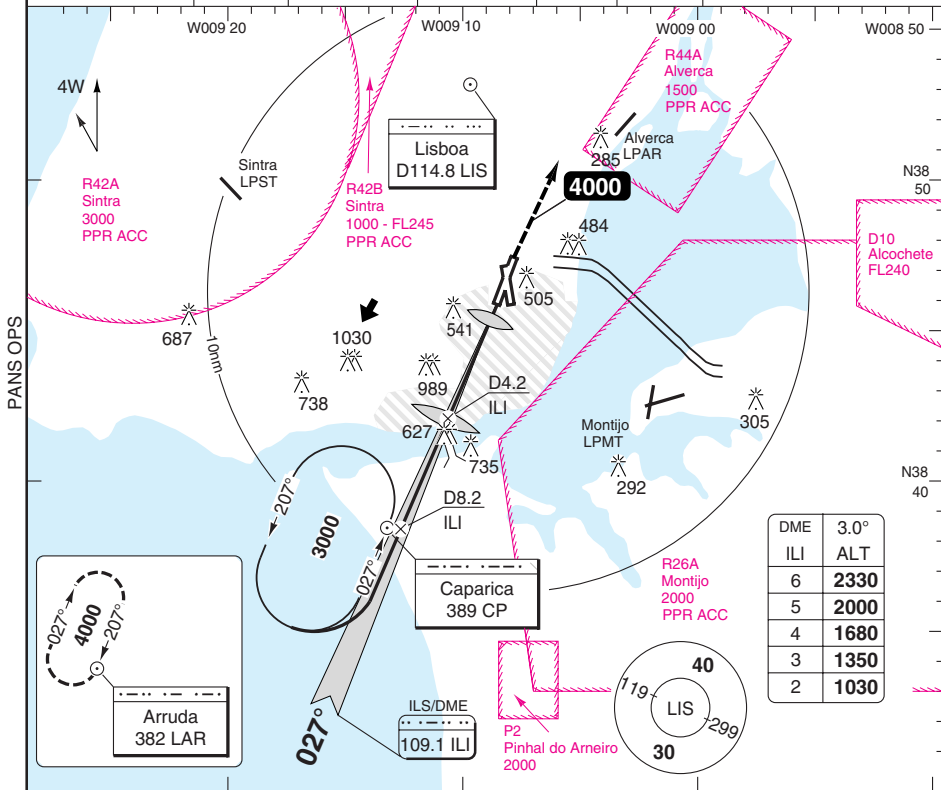 PANS OPS
W009 20
W009 10
W009 00
W008 50
4W
R42A
Sintra
3000
PPR ACC
Sintra
LPST
R42B
Sintra
1000 - FL245
PPR ACC
Lisboa
D114.8 LIS
R44A
Alverca
1500
PPR ACC
Alverca
LPAR
285
4000
484
N38
50
D10
Alcochete
FL240
505
541
687
10nm
1030
738
989
D4.2
ILI
627
735
Montijo
LPMT
305
292
N38
40
207°
3000
027°
D8.2
ILI
Caparica
389 CP
R26A
Montijo
2000
PPR ACC
DME 3.0°
ILI ALT
6 2330
5 2000
4 1680
3 1350
2 1030
027°
4000
207°
Arruda
382 LAR
027°
ILS/DME
109.1 ILI
P2
Pinhal do Arneiro
2000
40
119
LIS
299
30